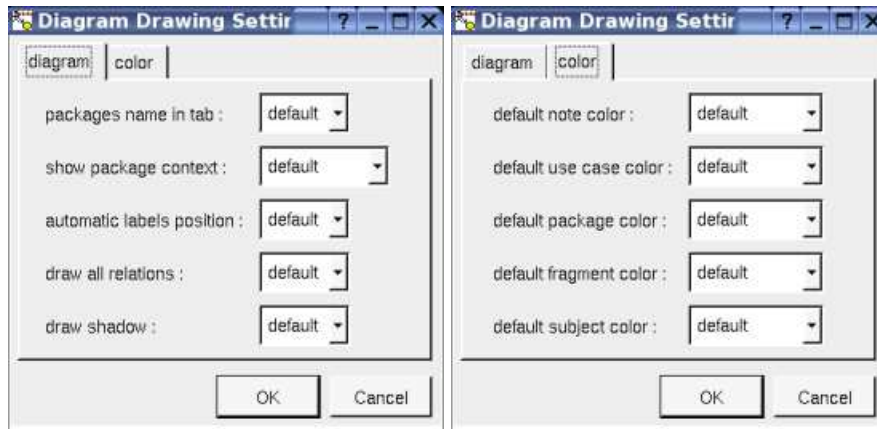 Diagram Drawing Settir ? _ □ X
diagram color
packages name in tab : default
show package context : default
automatic labels position : default
draw all relations : default
draw shadow : default
OK Cancel
Diagram Drawing Settir ? _ □ X
diagram color
default note color : default
default use case color : default
default package color : default
default fragment color : default
default subject color : default
OK Cancel